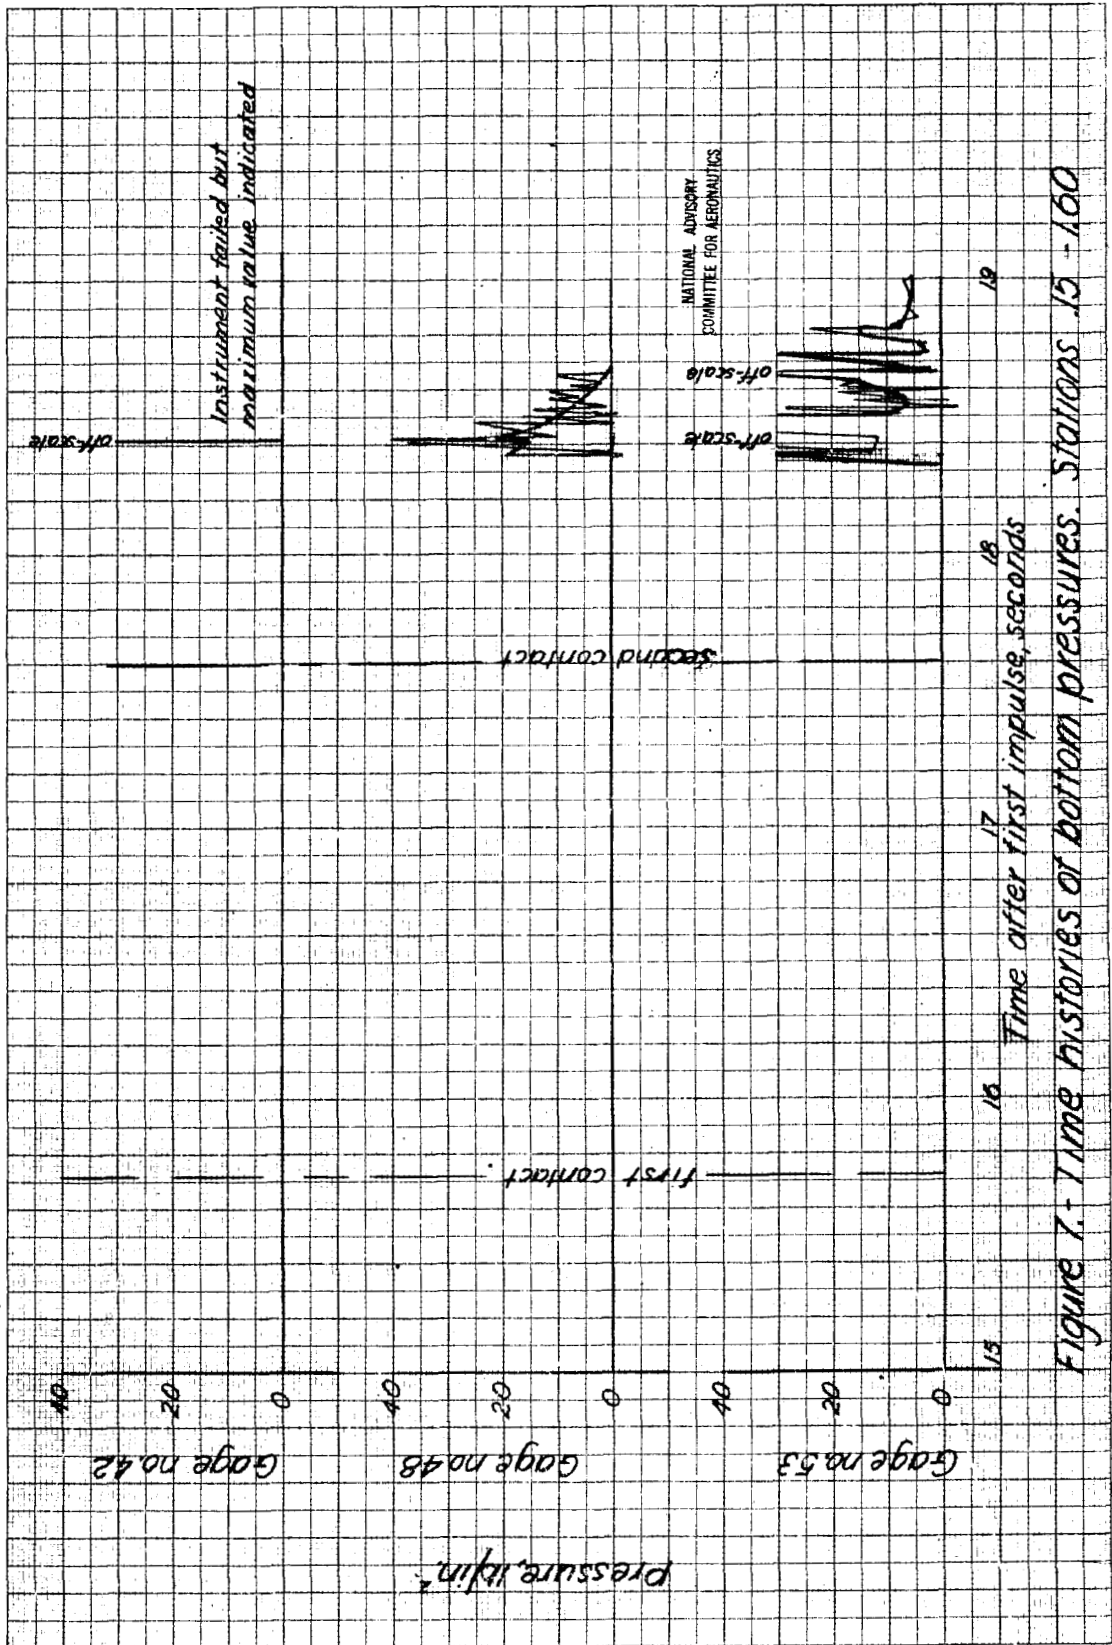 Instrument failed but
maximum value indicated
off-scale
40
20
0
Gage no.42
40
20
0
Gage no.48
40
20
0
Gage no.53
Pressure, lb/in.²
first contact
second contact
off-scale
off-scale
NATIONAL ADVISORY
COMMITTEE FOR AERONAUTICS
15
16
17
18
19
Time after first impulse, seconds
Figure 7.- Time histories of bottom pressures. Stations .15 - 1.60